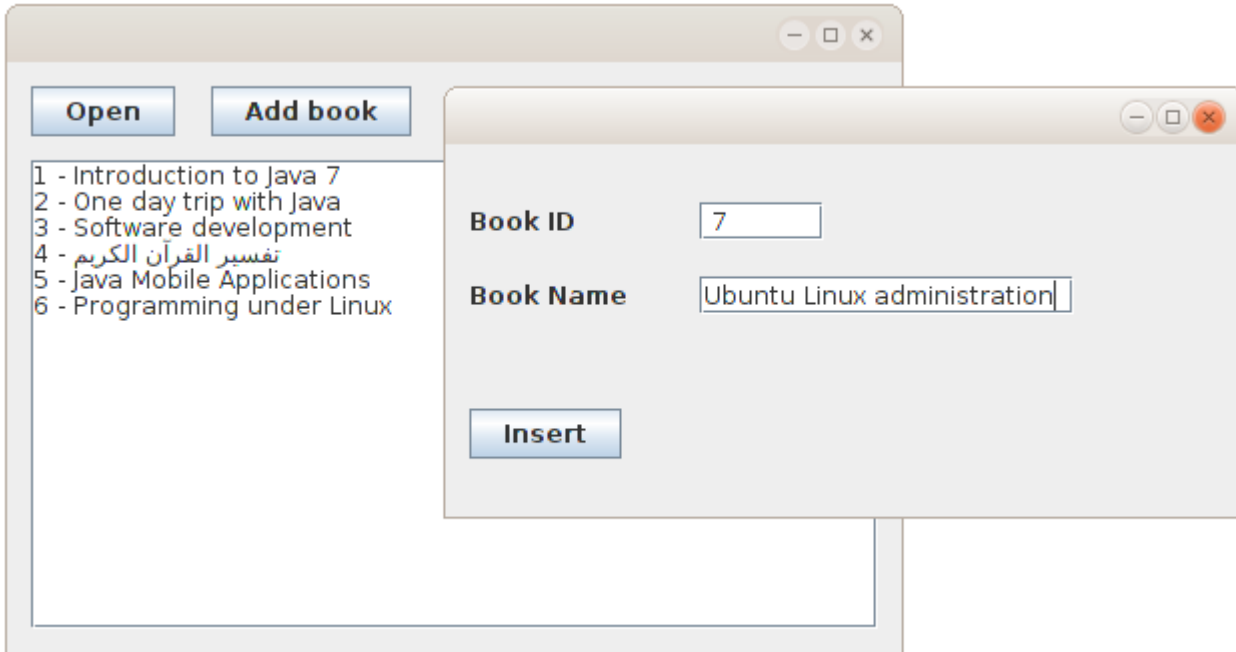 Open Add book
1 - Introduction to Java 7
2 - One day trip with Java
3 - Software development
4 - تفسير القرآن الكريم
5 - Java Mobile Applications
6 - Programming under Linux
Book ID 7
Book Name Ubuntu Linux administration
Insert